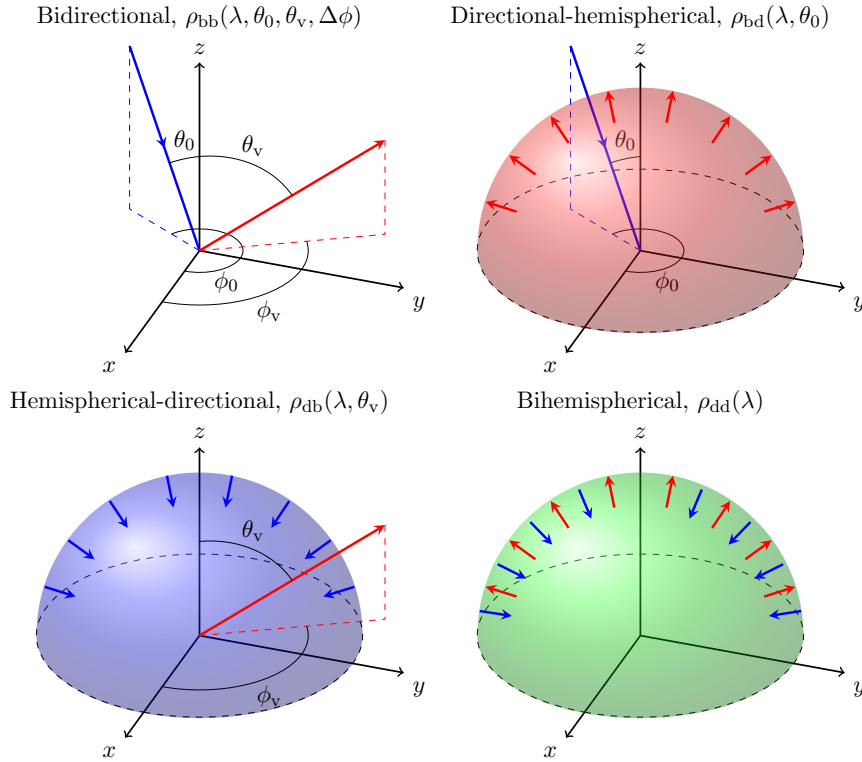 Bidirectional, ρbb(λ, θ0, θv, Δϕ)
z
θ0
θv
ϕ0
ϕv
y
x
Directional-hemispherical, ρbd(λ, θ0)
z
θ0
ϕ0
y
x
Hemispherical-directional, ρdb(λ, θv)
z
θv
ϕv
y
x
Bihemispherical, ρdd(λ)
z
y
x